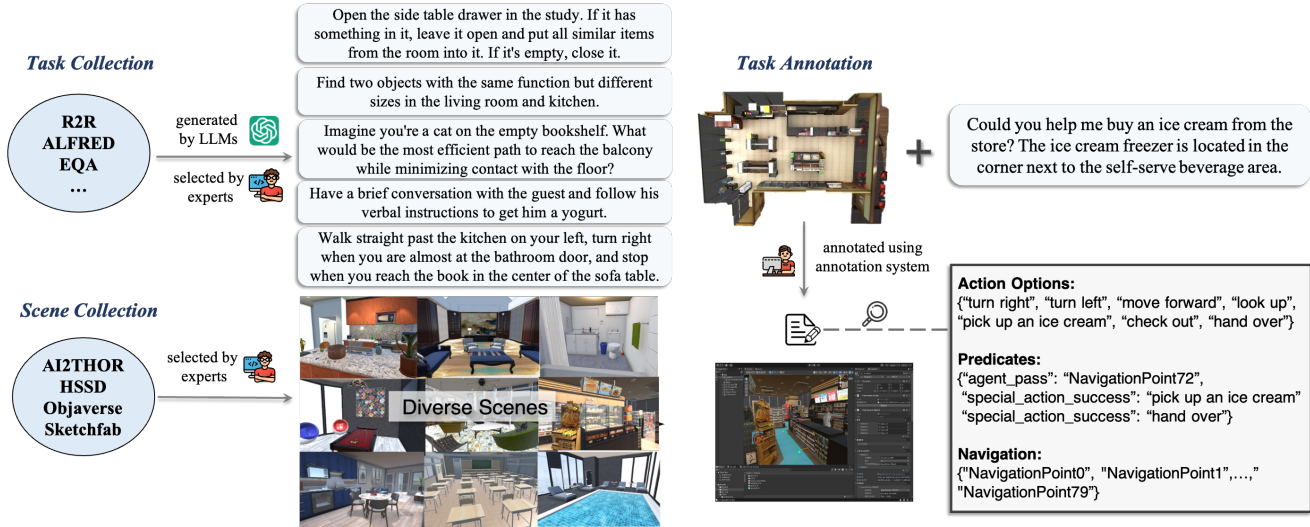 Task Collection
R2R
ALFRED
EQA
…
generated
by LLMs
selected by
experts
Open the side table drawer in the study. If it has
something in it, leave it open and put all similar items
from the room into it. If it's empty, close it.
Find two objects with the same function but different
sizes in the living room and kitchen.
Imagine you're a cat on the empty bookshelf. What
would be the most efficient path to reach the balcony
while minimizing contact with the floor?
Have a brief conversation with the guest and follow his
verbal instructions to get him a yogurt.
Walk straight past the kitchen on your left, turn right
when you are almost at the bathroom door, and stop
when you reach the book in the center of the sofa table.
Scene Collection
AI2THOR
HSSD
Objaverse
Sketchfab
selected by
experts
Diverse Scenes
Task Annotation
+
Could you help me buy an ice cream from the
store? The ice cream freezer is located in the
corner next to the self-serve beverage area.
annotated using
annotation system
Action Options:
{“turn right”, “turn left”, “move forward”, “look up”,
“pick up an ice cream”, “check out”, “hand over”}
Predicates:
{“agent_pass”: “NavigationPoint72”,
“special_action_success”: “pick up an ice cream”
“special_action_success”: “hand over”}
Navigation:
{"NavigationPoint0”, "NavigationPoint1”,…,”
"NavigationPoint79”}